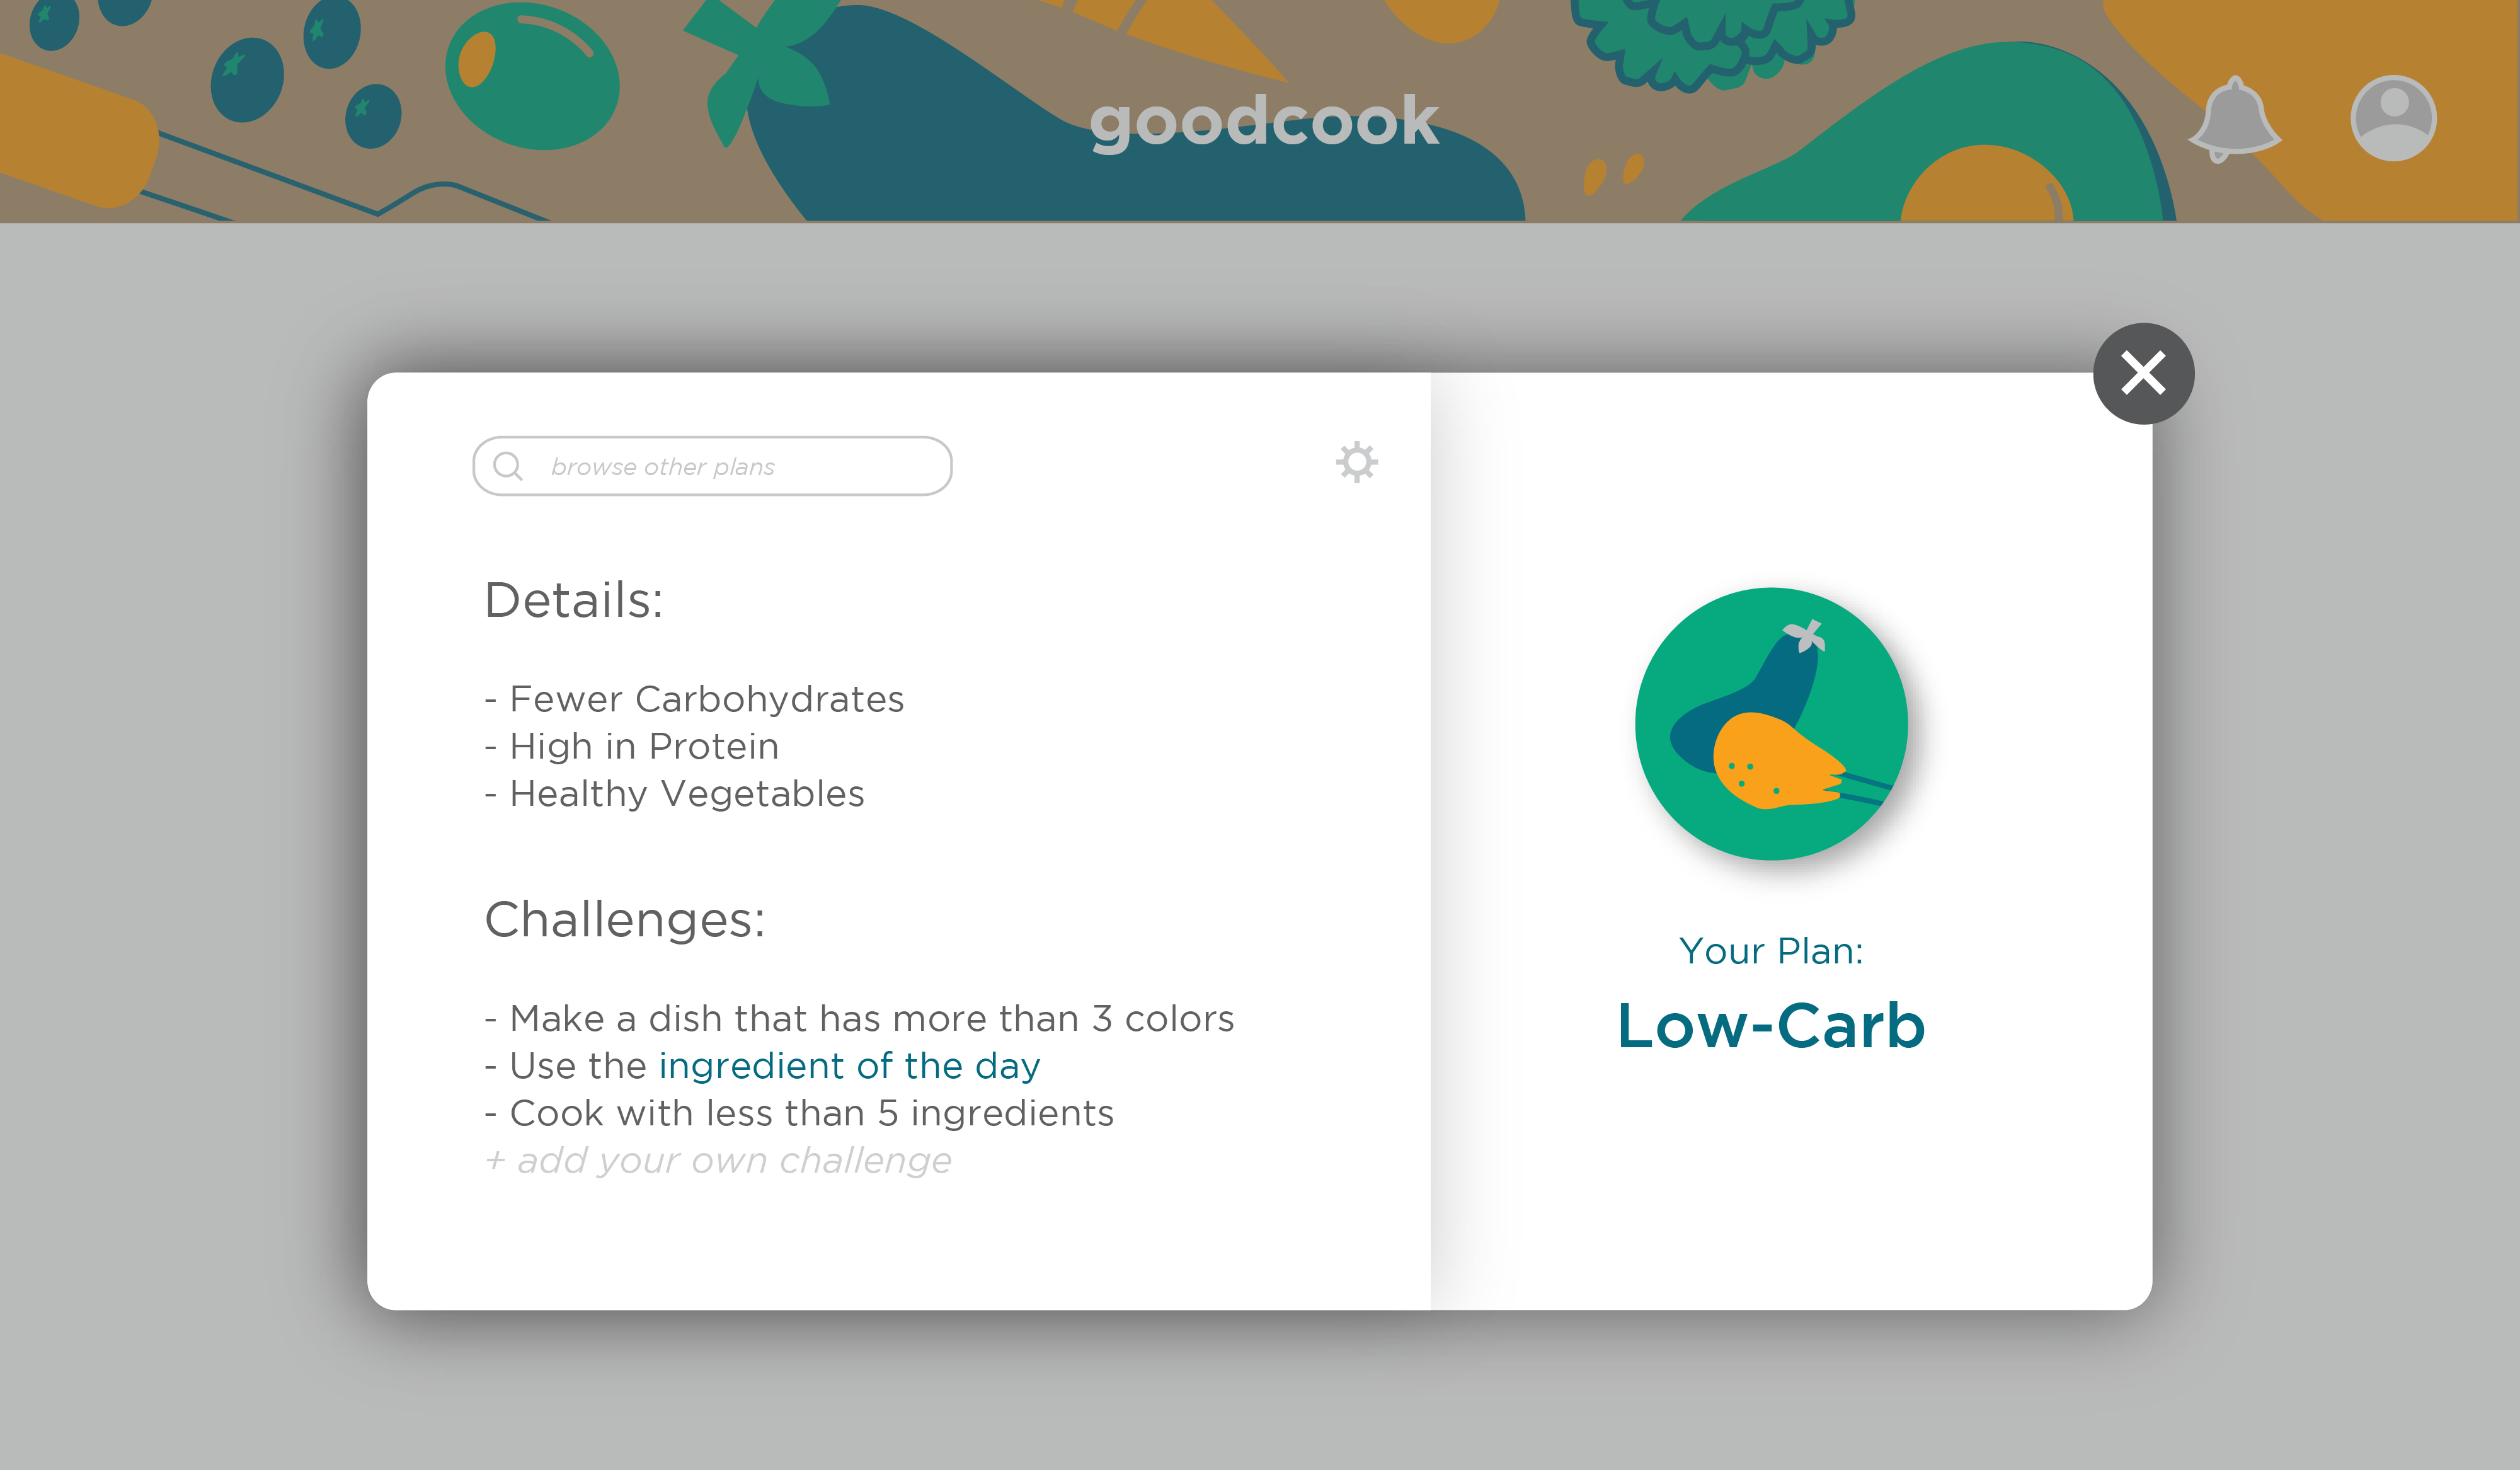 goodcook
browse other plans
Details:
- Fewer Carbohydrates
- High in Protein
- Healthy Vegetables
Challenges:
- Make a dish that has more than 3 colors
- Use the ingredient of the day
- Cook with less than 5 ingredients
+ add your own challenge
Your Plan:
Low-Carb